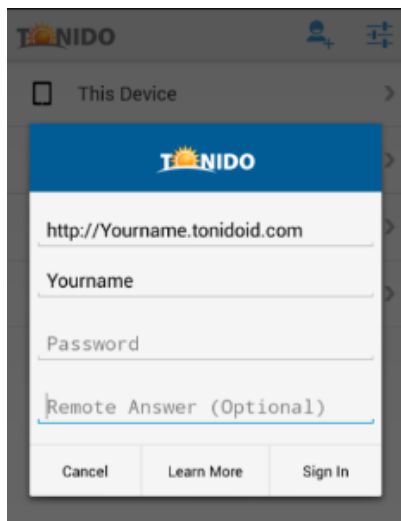 TONIDO
This Device
TONIDO
http://Yourname.tonidoid.com
Yourname
Password
Remote Answer (Optional)
Cancel
Learn More
Sign In